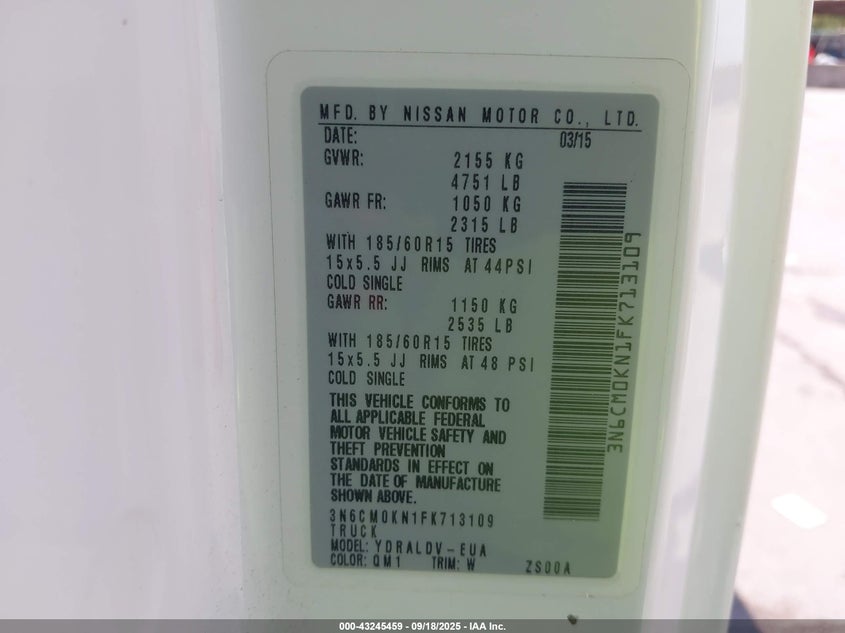 MFD. BY NISSAN MOTOR CO., LTD.
DATE: 03/15
GVWR: 2155 KG
4751 LB
GAWR FR: 1050 KG
2315 LB
WITH 185/60R15 TIRES
15x5.5 JJ RIMS AT 44PSI
COLD SINGLE
GAWR RR: 1150 KG
2535 LB
WITH 185/60R15 TIRES
15x5.5 JJ RIMS AT 48 PSI
COLD SINGLE
THIS VEHICLE CONFORMS TO
ALL APPLICABLE FEDERAL
MOTOR VEHICLE SAFETY AND
THEFT PREVENTION
STANDARDS IN EFFECT ON
THE DATE OF MANUFACTURE
SHOWN ABOVE.
3N6CM0KN1FK713109
TRUCK
MODEL: YDRALDV-EUA
COLOR: QM1 TRIM: W ZS00A
3N6CM0KN1FK713109
000-43245459 - 09/18/2025 - IAA Inc.